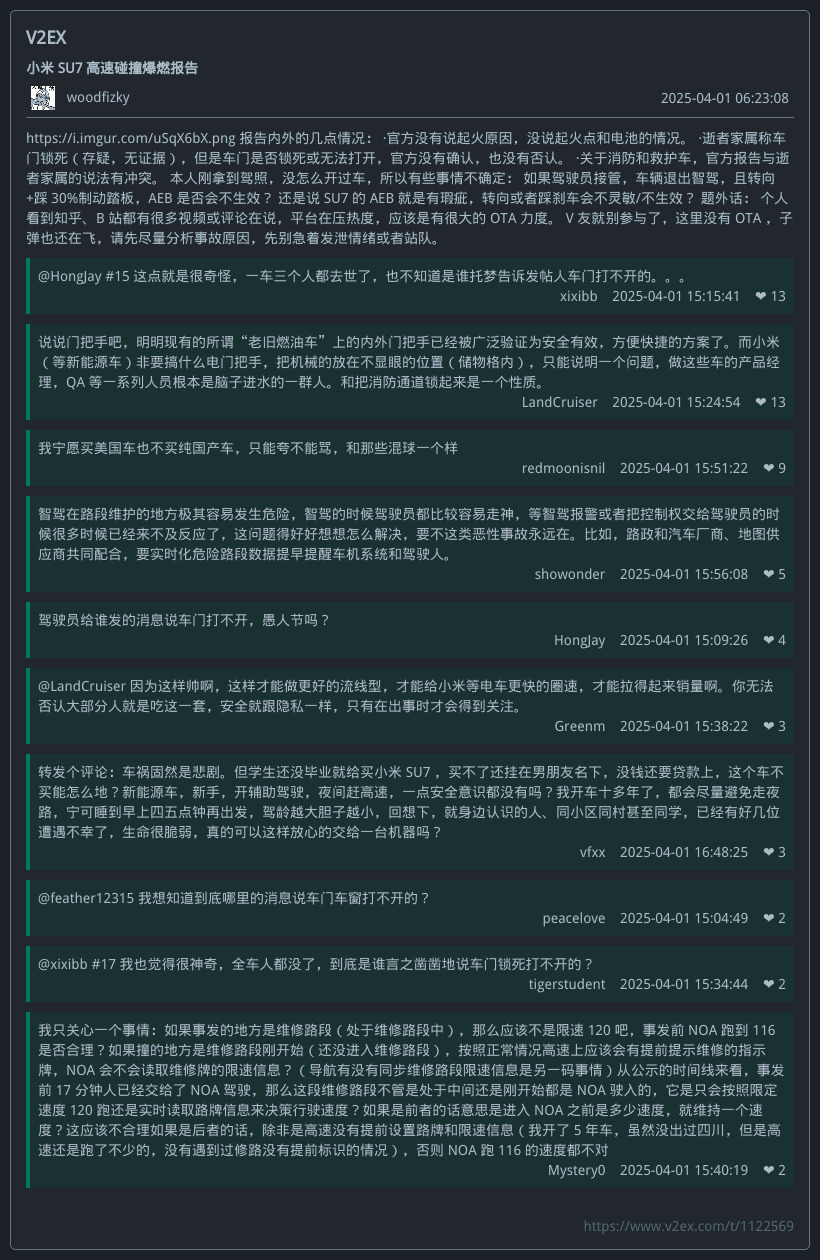 V2EX
小米 SU7 高速碰撞爆燃报告
woodfizky
2025-04-01 06:23:08
https://i.imgur.com/uSqX6bX.png 报告内外的几点情况： ·官方没有说起火原因，没说起火点和电池的情况。 ·逝者家属称车
门锁死（存疑，无证据），但是车门是否锁死或无法打开，官方没有确认，也没有否认。 ·关于消防和救护车，官方报告与逝
者家属的说法有冲突。 本人刚拿到驾照，没怎么开过车，所以有些事情不确定： 如果驾驶员接管，车辆退出智驾，且转向
+踩 30%制动踏板，AEB 是否会不生效？ 还是说 SU7 的 AEB 就是有瑕疵，转向或者踩刹车会不灵敏/不生效？ 题外话： 个人
看到知乎、B 站都有很多视频或评论在说，平台在压热度，应该是有很大的 OTA 力度。 V 友就别参与了，这里没有 OTA ，子
弹也还在飞，请先尽量分析事故原因，先别急着发泄情绪或者站队。
@HongJay #15 这点就是很奇怪，一车三个人都去世了，也不知道是谁托梦告诉发帖人车门打不开的。。。
xixibb 2025-04-01 15:15:41 ❤ 13
说说门把手吧，明明现有的所谓“老旧燃油车”上的内外门把手已经被广泛验证为安全有效，方便快捷的方案了。而小米
（等新能源车）非要搞什么电门把手，把机械的放在不显眼的位置（储物格内），只能说明一个问题，做这些车的产品经
理，QA 等一系列人员根本是脑子进水的一群人。和把消防通道锁起来是一个性质。
LandCruiser 2025-04-01 15:24:54 ❤ 13
我宁愿买美国车也不买纯国产车，只能夸不能骂，和那些混球一个样
redmoonisnil 2025-04-01 15:51:22 ❤ 9
智驾在路段维护的地方极其容易发生危险，智驾的时候驾驶员都比较容易走神，等智驾报警或者把控制权交给驾驶员的时
候很多时候已经来不及反应了，这问题得好好想想怎么解决，要不这类恶性事故永远在。比如，路政和汽车厂商、地图供
应商共同配合，要实时化危险路段数据提早提醒车机系统和驾驶人。
showonder 2025-04-01 15:56:08 ❤ 5
驾驶员给谁发的消息说车门打不开，愚人节吗？
HongJay 2025-04-01 15:09:26 ❤ 4
@LandCruiser 因为这样帅啊，这样才能做更好的流线型，才能给小米等电车更快的圈速，才能拉得起来销量啊。你无法
否认大部分人就是吃这一套，安全就跟隐私一样，只有在出事时才会得到关注。
Greenm 2025-04-01 15:38:22 ❤ 3
转发个评论：车祸固然是悲剧。但学生还没毕业就给买小米 SU7 ，买不了还挂在男朋友名下，没钱还要贷款上，这个车不
买能怎么地？新能源车，新手，开辅助驾驶，夜间赶高速，一点安全意识都没有吗？我开车十多年了，都会尽量避免走夜
路，宁可睡到早上四五点钟再出发，驾龄越大胆子越小，回想下，就身边认识的人、同小区同村甚至同学，已经有好几位
遭遇不幸了，生命很脆弱，真的可以这样放心的交给一台机器吗？
vfxx 2025-04-01 16:48:25 ❤ 3
@feather12315 我想知道到底哪里的消息说车门车窗打不开的？
peacelove 2025-04-01 15:04:49 ❤ 2
@xixibb #17 我也觉得很神奇，全车人都没了，到底是谁言之凿凿地说车门锁死打不开的？
tigerstudent 2025-04-01 15:34:44 ❤ 2
我只关心一个事情：如果事发的地方是维修路段（处于维修路段中），那么应该不是限速 120 吧，事发前 NOA 跑到 116
是否合理？如果撞的地方是维修路段刚开始（还没进入维修路段），按照正常情况高速上应该会有提前提示维修的指示
牌，NOA 会不会读取维修牌的限速信息？（导航有没有同步维修路段限速信息是另一码事情）从公示的时间线来看，事发
前 17 分钟人已经交给了 NOA 驾驶，那么这段维修路段不管是处于中间还是刚开始都是 NOA 驶入的，它是只会按照限定
速度 120 跑还是实时读取路牌信息来决策行驶速度？如果是前者的话意思是进入 NOA 之前是多少速度，就维持一个速
度？这应该不合理如果是后者的话，除非是高速没有提前设置路牌和限速信息（我开了 5 年车，虽然没出过四川，但是高
速还是跑了不少的，没有遇到过修路没有提前标识的情况），否则 NOA 跑 116 的速度都不对
Mystery0 2025-04-01 15:40:19 ❤ 2
https://www.v2ex.com/t/1122569